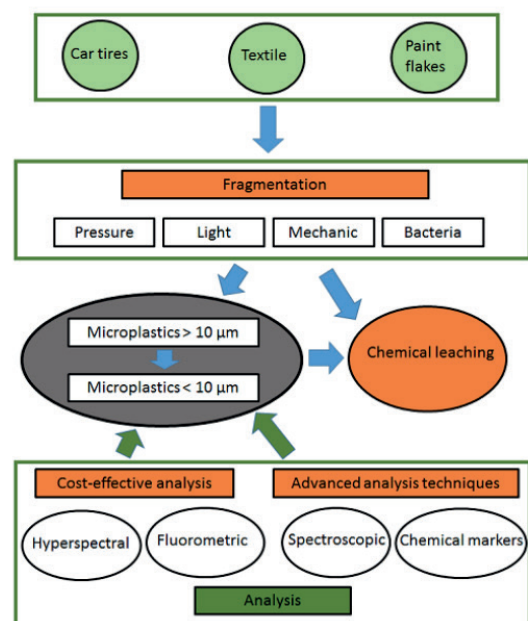 Car tires
Textile
Paint
flakes
Fragmentation
Pressure
Light
Mechanic
Bacteria
Microplastics > 10 µm
Microplastics < 10 µm
Chemical leaching
Cost-effective analysis
Advanced analysis techniques
Hyperspectral
Fluorometric
Spectroscopic
Chemical markers
Analysis